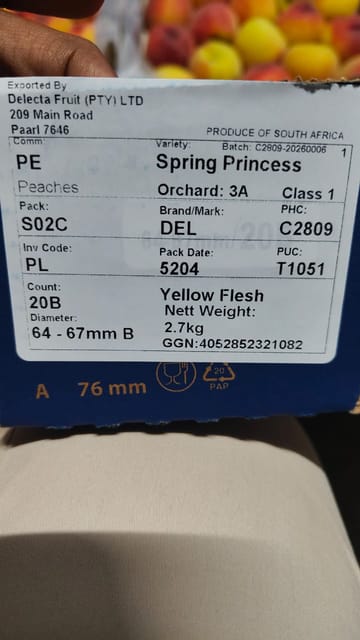 Exported By
Delecta Fruit (PTY) LTD
209 Main Road
Paarl 7646
PRODUCE OF SOUTH AFRICA
Comm: Variety: Batch: C2809-20260006 1
PE Spring Princess
Peaches Orchard: 3A Class 1
Pack: Brand/Mark: PHC:
S02C DEL C2809
Inv Code: Pack Date: PUC:
PL 5204 T1051
Count: Yellow Flesh
20B Nett Weight:
Diameter: 2.7kg
64 - 67mm B GGN:4052852321082
A 76 mm 20
PAP